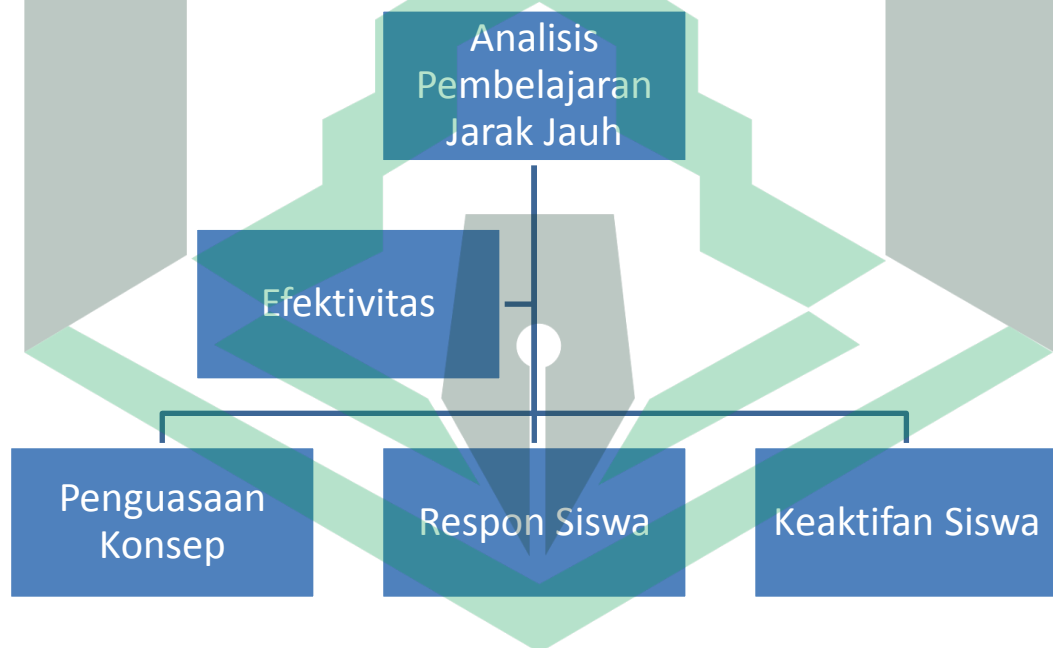 Analisis
Pembelajaran
Jarak Jauh
Efektivitas
Penguasaan
Konsep
Respon Siswa
Keaktifan Siswa